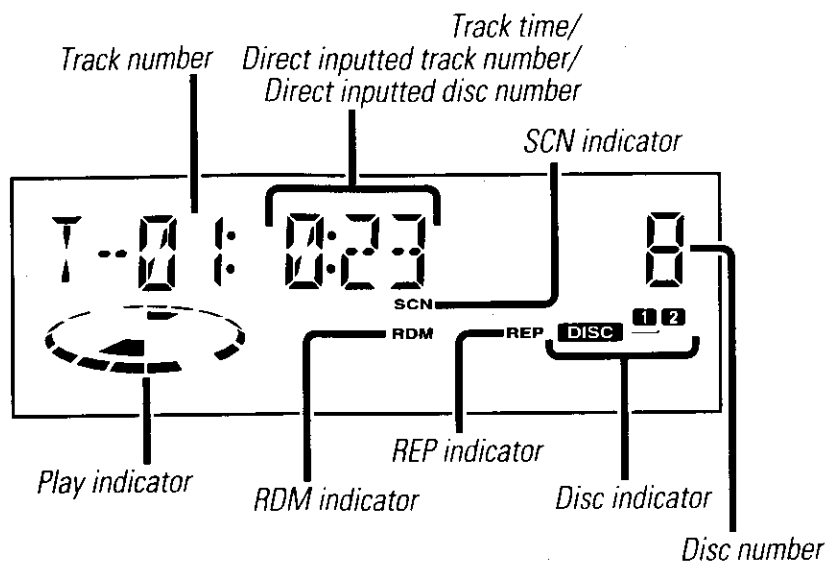 Track time/
Track number
Direct inputted track number/
Direct inputted disc number
SCN indicator
T--01: 0:23
8
SCN
RDM
REP
DISC
1 2
Play indicator
RDM indicator
REP indicator
Disc indicator
Disc number